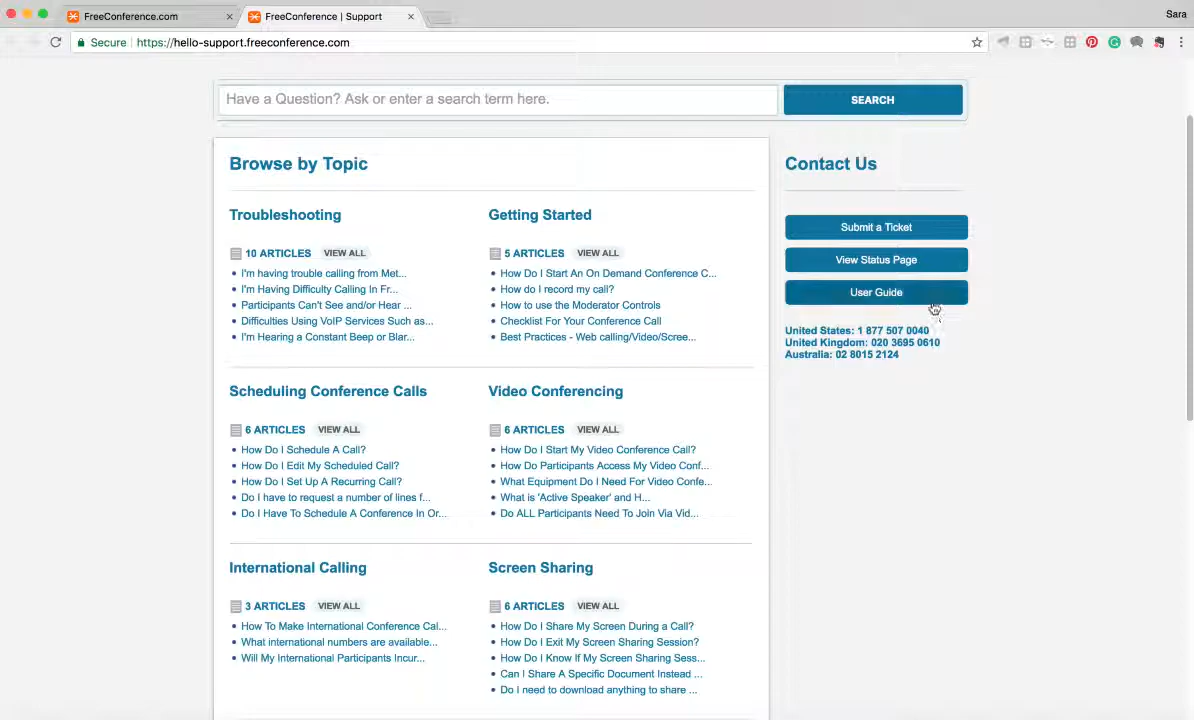 FreeConference.com
FreeConference | Support
Sara
Secure
https://hello-support.freeconference.com
Have a Question? Ask or enter a search term here.
SEARCH
Browse by Topic
Troubleshooting
10 ARTICLES VIEW ALL
I'm having trouble calling from Met...
I'm Having Difficulty Calling In Fr...
Participants Can't See and/or Hear ...
Difficulties Using VoIP Services Such as...
I'm Hearing a Constant Beep or Blar...
Getting Started
5 ARTICLES VIEW ALL
How Do I Start An On Demand Conference C...
How do I record my call?
How to use the Moderator Controls
Checklist For Your Conference Call
Best Practices - Web calling/Video/Scree...
Scheduling Conference Calls
6 ARTICLES VIEW ALL
How Do I Schedule A Call?
How Do I Edit My Scheduled Call?
How Do I Set Up A Recurring Call?
Do I have to request a number of lines f...
Do I Have To Schedule A Conference In Or...
Video Conferencing
6 ARTICLES VIEW ALL
How Do I Start My Video Conference Call?
How Do Participants Access My Video Conf...
What Equipment Do I Need For Video Confe...
What is 'Active Speaker' and H...
Do ALL Participants Need To Join Via Vid...
International Calling
3 ARTICLES VIEW ALL
How To Make International Conference Cal...
What international numbers are available...
Will My International Participants Incur...
Screen Sharing
6 ARTICLES VIEW ALL
How Do I Share My Screen During a Call?
How Do I Exit My Screen Sharing Session?
How Do I Know If My Screen Sharing Sess...
Can I Share A Specific Document Instead ...
Do I need to download anything to share ...
Contact Us
Submit a Ticket
View Status Page
User Guide
United States: 1 877 507 0040
United Kingdom: 020 3695 0610
Australia: 02 8015 2124